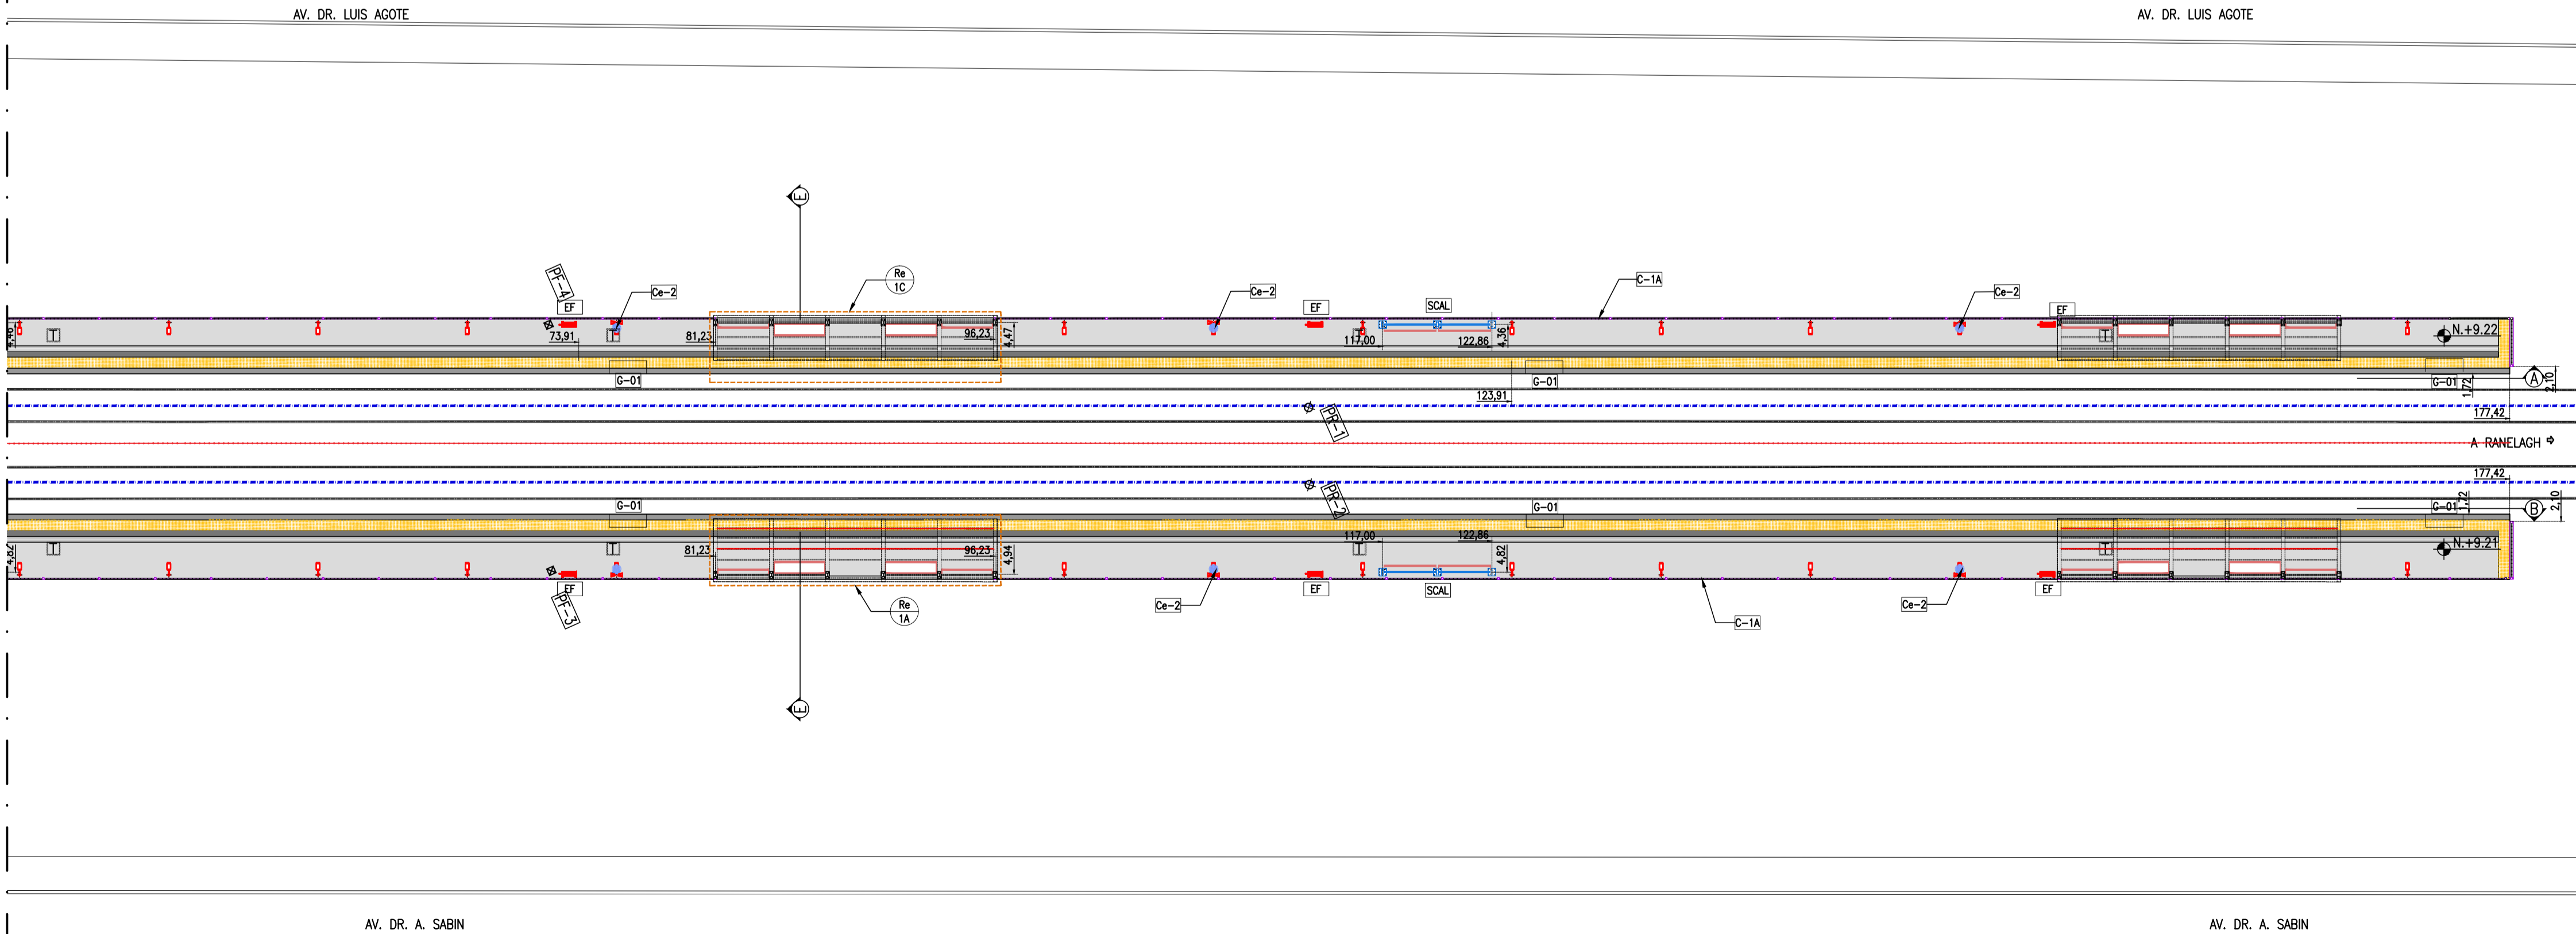 AV. DR. LUIS AGOTE
AV. DR. LUIS AGOTE
E
PF-4
EF
Ce-2
Re
1C
Ce-2
EF
SCAL
C-1A
Ce-2
EF
T
T
T
T
N.+9.22
73,91
81,23
96,23
4,47
117,00
122,86
4,36
G-01
G-01
G-01
1,72
A
2,10
123,91
PR-1
177,42
A RANELAGH
177,42
PR-2
G-01
G-01
G-01
1,72
2,10
B
4,82
T
T
81,23
96,23
4,94
T
117,00
122,86
4,82
T
N.+9.21
EF
PF-3
Re
1A
Ce-2
EF
SCAL
C-1A
Ce-2
EF
E
AV. DR. A. SABIN
AV. DR. A. SABIN